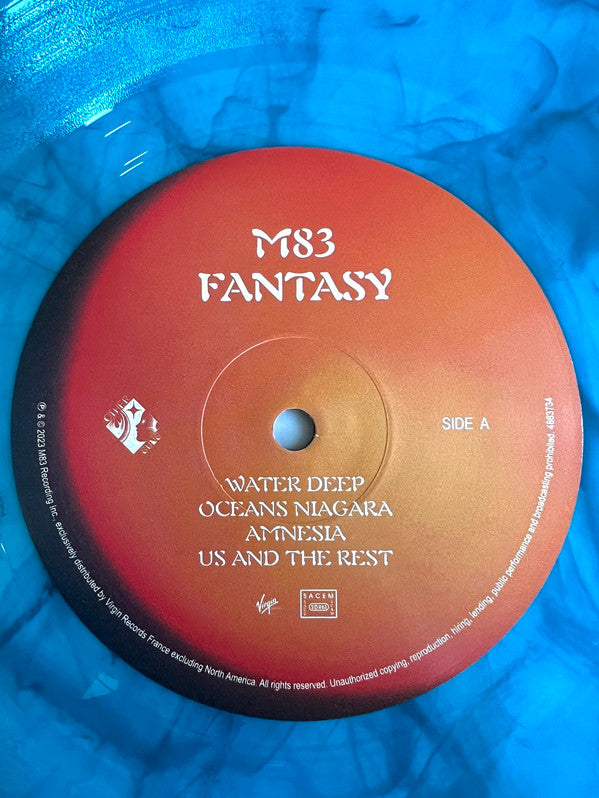 M83
FANTASY
SIDE A
WATER DEEP
OCEANS NIAGARA
AMNESIA
US AND THE REST
Virgin
SACEM
SDRM
℗ & © 2023 M83 Recording Inc., exclusively distributed by Virgin Records France excluding North America. All rights reserved. Unauthorized copying, reproduction, hiring, lending, public performance and broadcasting prohibited. 4863734